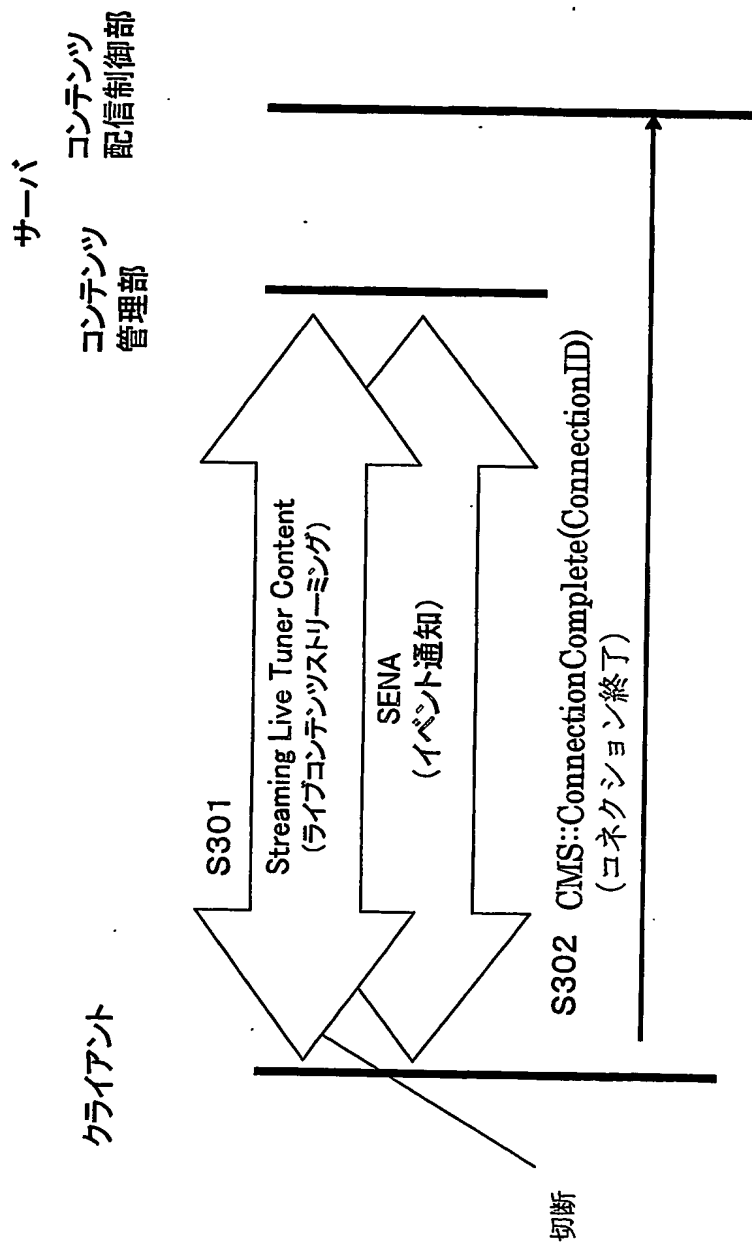 クライアント
サーバ
コンテンツ
管理部
コンテンツ
配信制御部
S301
Streaming Live Tuner Content
(ライブコンテンツストリーミング)
SENA
(イベント通知)
S302 CMS::ConnectionComplete(ConnectionID)
(コネクション終了)
切断